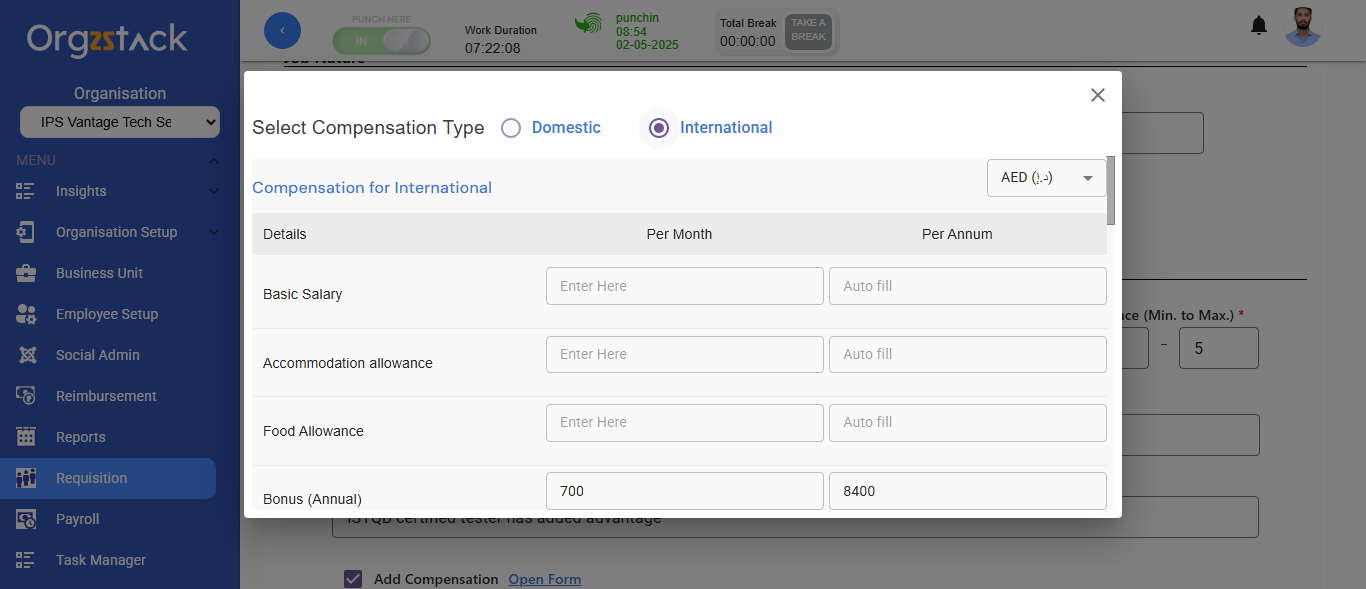 Orgzstack
‹
PUNCH HERE
IN
Work Duration
07:22:08
punchin
08:54
02-05-2025
Total Break
00:00:00
TAKE A
BREAK
Organisation
IPS Vantage Tech Se
MENU
Insights
Organisation Setup
Business Unit
Employee Setup
Social Admin
Reimbursement
Reports
Requisition
Payroll
Task Manager
Job Nature
Select Compensation Type Domestic International
Compensation for International
AED (د.إ)
Details Per Month Per Annum
Basic Salary Enter Here Auto fill
Accommodation allowance Enter Here Auto fill
Food Allowance Enter Here Auto fill
Bonus (Annual) 700 8400
nce (Min. to Max.) *
- 5
ISTQB certified tester has added advantage
Add Compensation Open Form